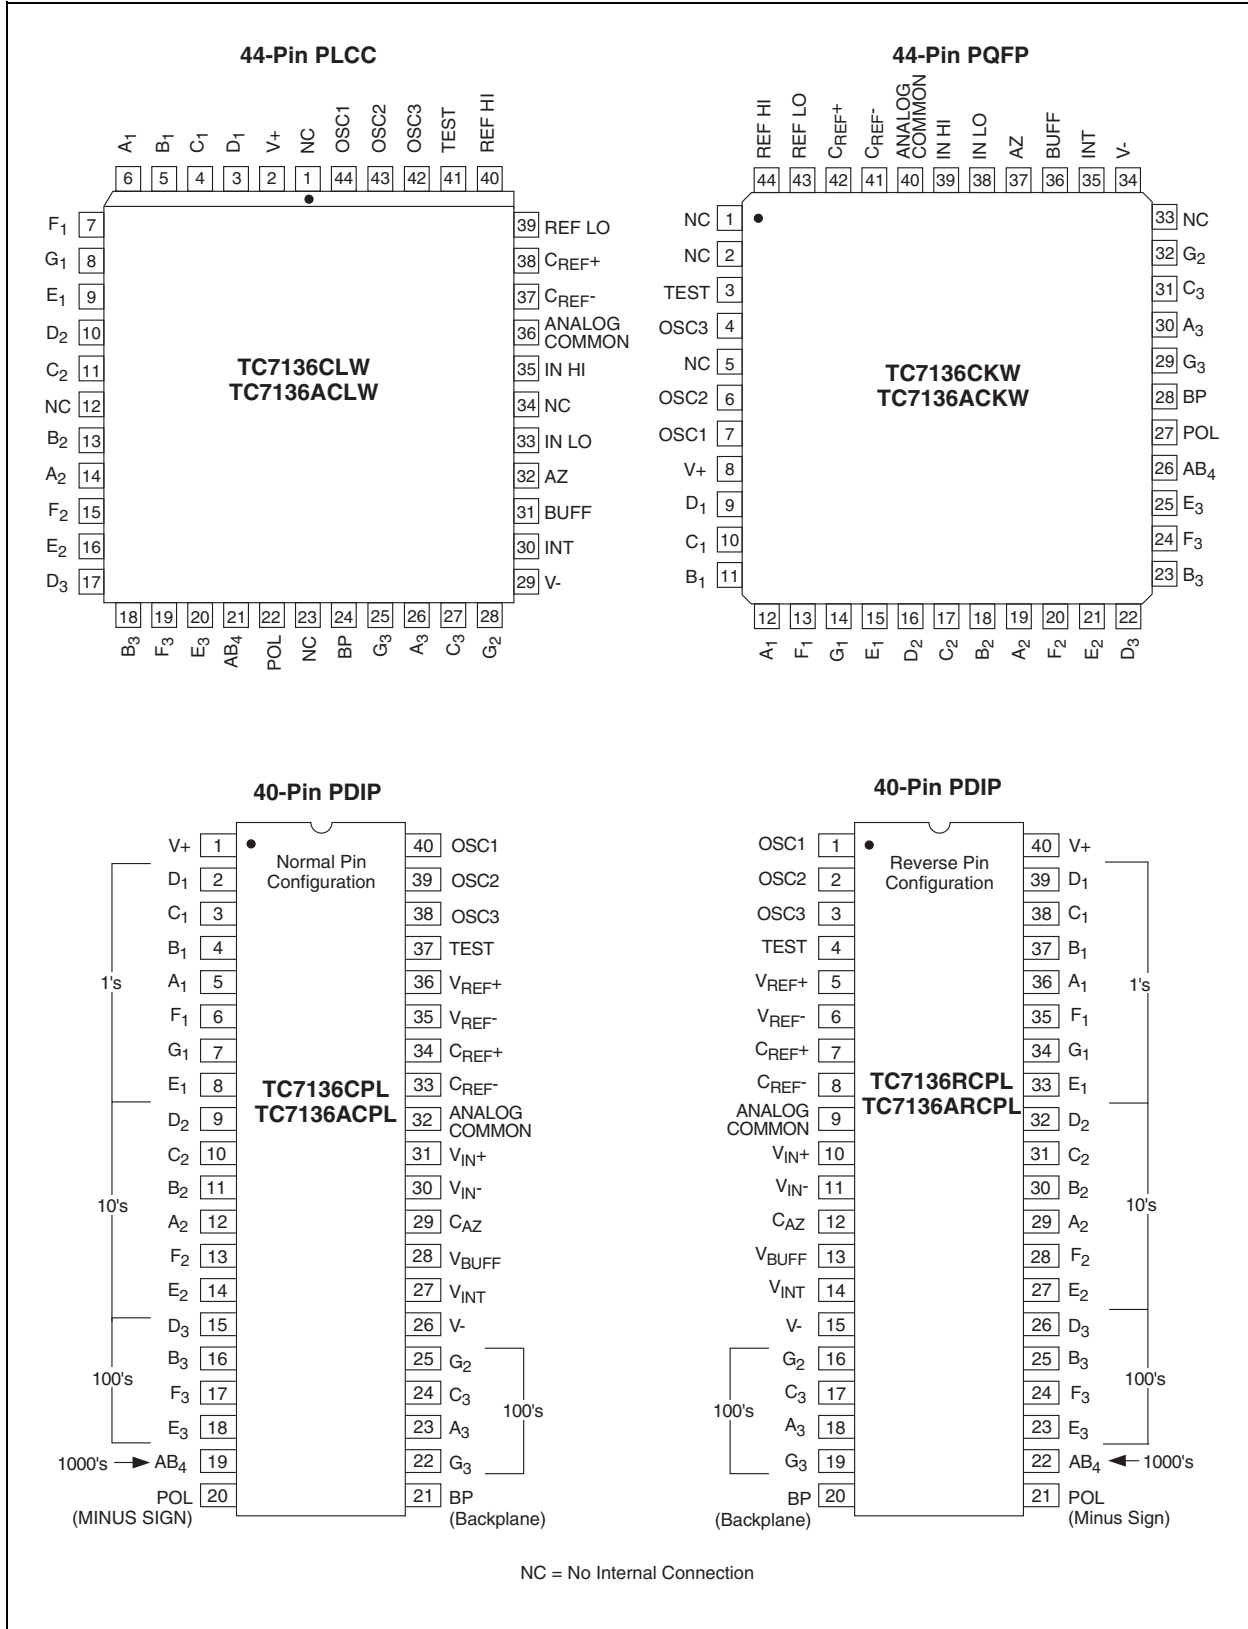 44-Pin PLCC
A1 B1 C1 D1 V+ NC OSC1 OSC2 OSC3 TEST REF HI
6 5 4 3 2 1 44 43 42 41 40
F1 7
G1 8
E1 9
D2 10
C2 11
NC 12
B2 13
A2 14
F2 15
E2 16
D3 17
TC7136CLW
TC7136ACLW
39 REF LO
38 CREF+
37 CREF-
36 ANALOG
COMMON
35 IN HI
34 NC
33 IN LO
32 AZ
31 BUFF
30 INT
29 V-
18 19 20 21 22 23 24 25 26 27 28
B3 F3 E3 AB4 POL NC BP G3 A3 C3 G2
44-Pin PQFP
REF HI REF LO CREF+ CREF- ANALOG
COMMON IN HI IN LO AZ BUFF INT V-
44 43 42 41 40 39 38 37 36 35 34
NC 1
NC 2
TEST 3
OSC3 4
NC 5
OSC2 6
OSC1 7
V+ 8
D1 9
C1 10
B1 11
TC7136CKW
TC7136ACKW
33 NC
32 G2
31 C3
30 A3
29 G3
28 BP
27 POL
26 AB4
25 E3
24 F3
23 B3
12 13 14 15 16 17 18 19 20 21 22
A1 F1 G1 E1 D2 C2 B2 A2 F2 E2 D3
40-Pin PDIP
Normal Pin
Configuration
TC7136CPL
TC7136ACPL
V+ 1
D1 2
C1 3
B1 4
A1 5
1's
F1 6
G1 7
E1 8
D2 9
C2 10
B2 11
10's
A2 12
F2 13
E2 14
D3 15
B3 16
100's
F3 17
E3 18
1000's AB4 19
POL 20
(MINUS SIGN)
40 OSC1
39 OSC2
38 OSC3
37 TEST
36 VREF+
35 VREF-
34 CREF+
33 CREF-
32 ANALOG
COMMON
31 VIN+
30 VIN-
29 CAZ
28 VBUFF
27 VINT
26 V-
25 G2
24 C3
100's
23 A3
22 G3
21 BP
(Backplane)
40-Pin PDIP
Reverse Pin
Configuration
TC7136RCPL
TC7136ARCPL
OSC1 1
OSC2 2
OSC3 3
TEST 4
VREF+ 5
VREF- 6
CREF+ 7
CREF- 8
ANALOG
COMMON 9
VIN+ 10
VIN- 11
CAZ 12
VBUFF 13
VINT 14
V- 15
G2 16
C3 17
100's
A3 18
G3 19
BP 20
(Backplane)
40 V+
39 D1
38 C1
37 B1
36 A1
1's
35 F1
34 G1
33 E1
32 D2
31 C2
30 B2
10's
29 A2
28 F2
27 E2
26 D3
25 B3
100's
24 F3
23 E3
22 AB4 1000's
21 POL
(Minus Sign)
NC = No Internal Connection